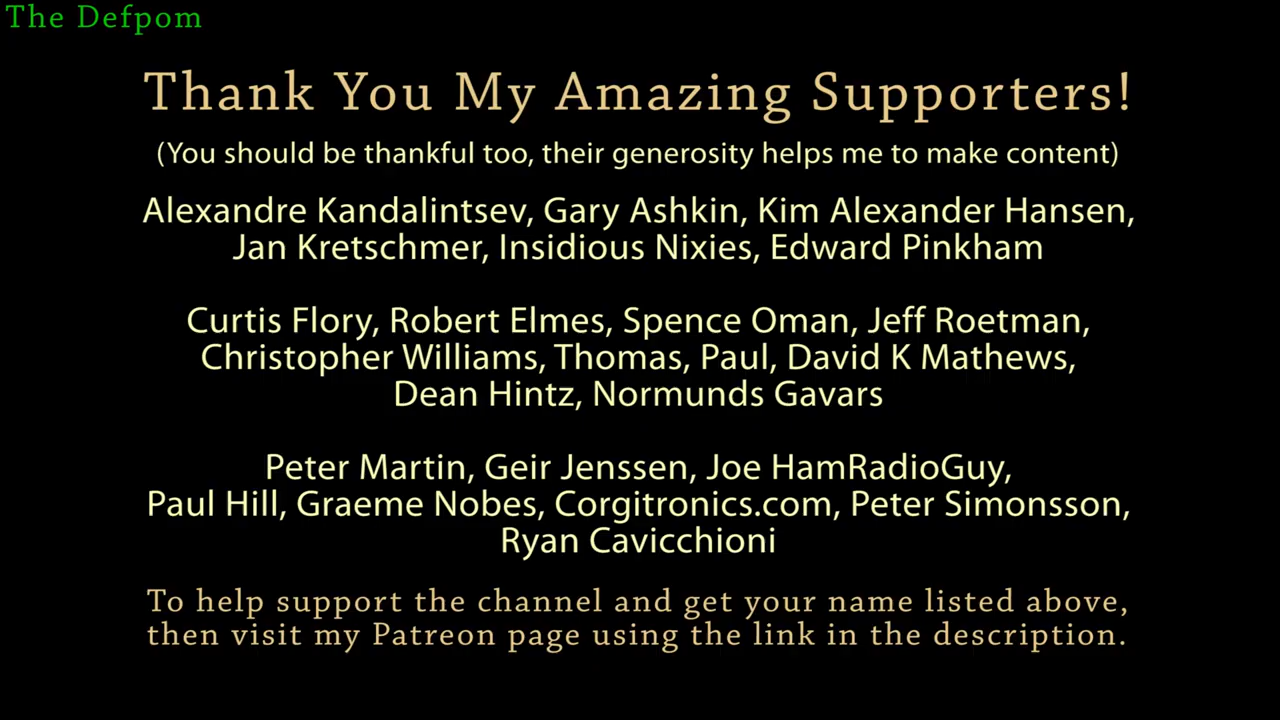 The Defpom
Thank You My Amazing Supporters!
(You should be thankful too, their generosity helps me to make content)
Alexandre Kandalintsev, Gary Ashkin, Kim Alexander Hansen,
Jan Kretschmer, Insidious Nixies, Edward Pinkham
Curtis Flory, Robert Elmes, Spence Oman, Jeff Roetman,
Christopher Williams, Thomas, Paul, David K Mathews,
Dean Hintz, Normunds Gavars
Peter Martin, Geir Jenssen, Joe HamRadioGuy,
Paul Hill, Graeme Nobes, Corgitronics.com, Peter Simonsson,
Ryan Cavicchioni
To help support the channel and get your name listed above,
then visit my Patreon page using the link in the description.